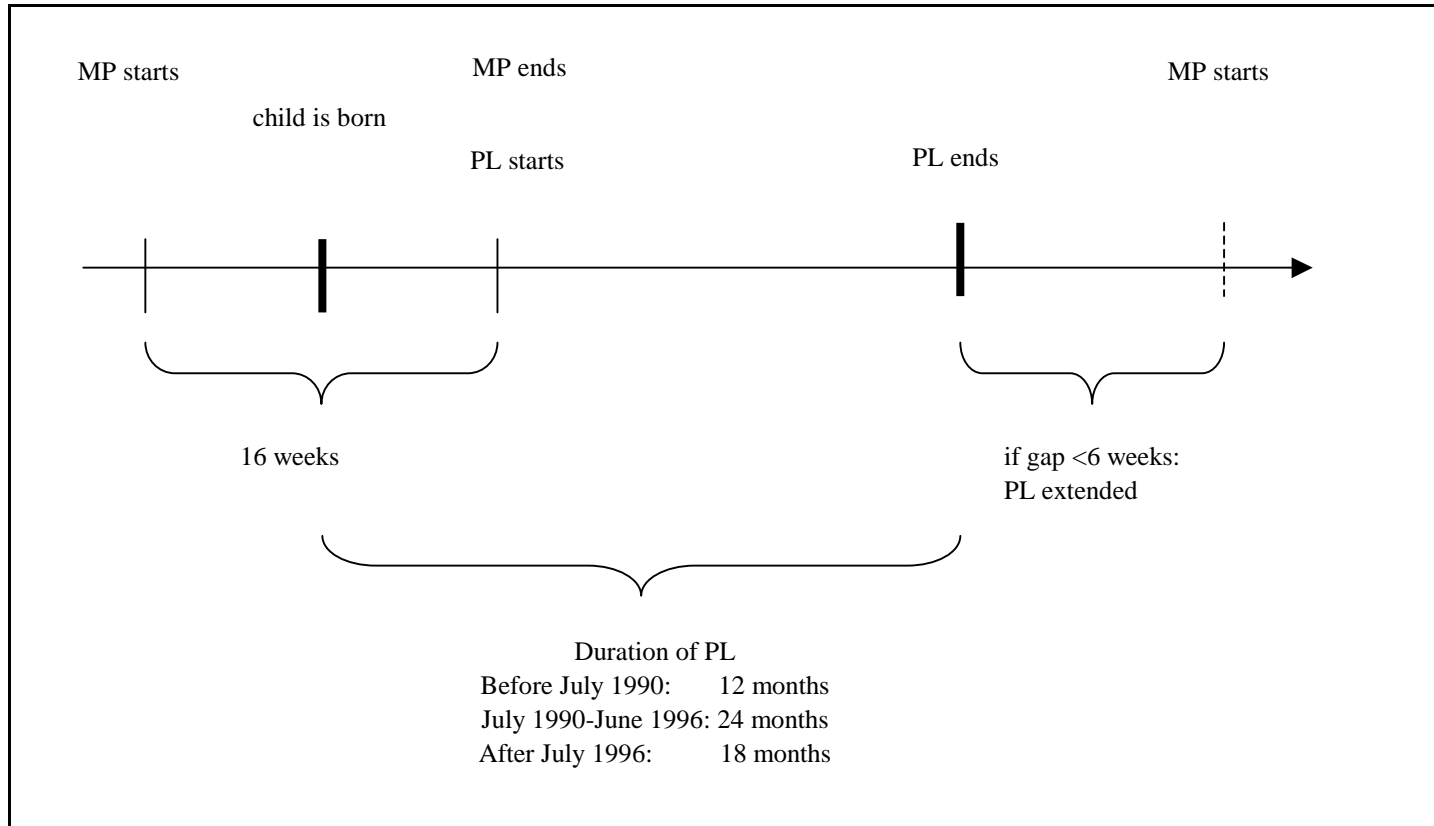 MP starts
MP ends
MP starts
child is born
PL starts
PL ends
16 weeks
if gap <6 weeks:
PL extended
Duration of PL
Before July 1990: 12 months
July 1990-June 1996: 24 months
After July 1996: 18 months